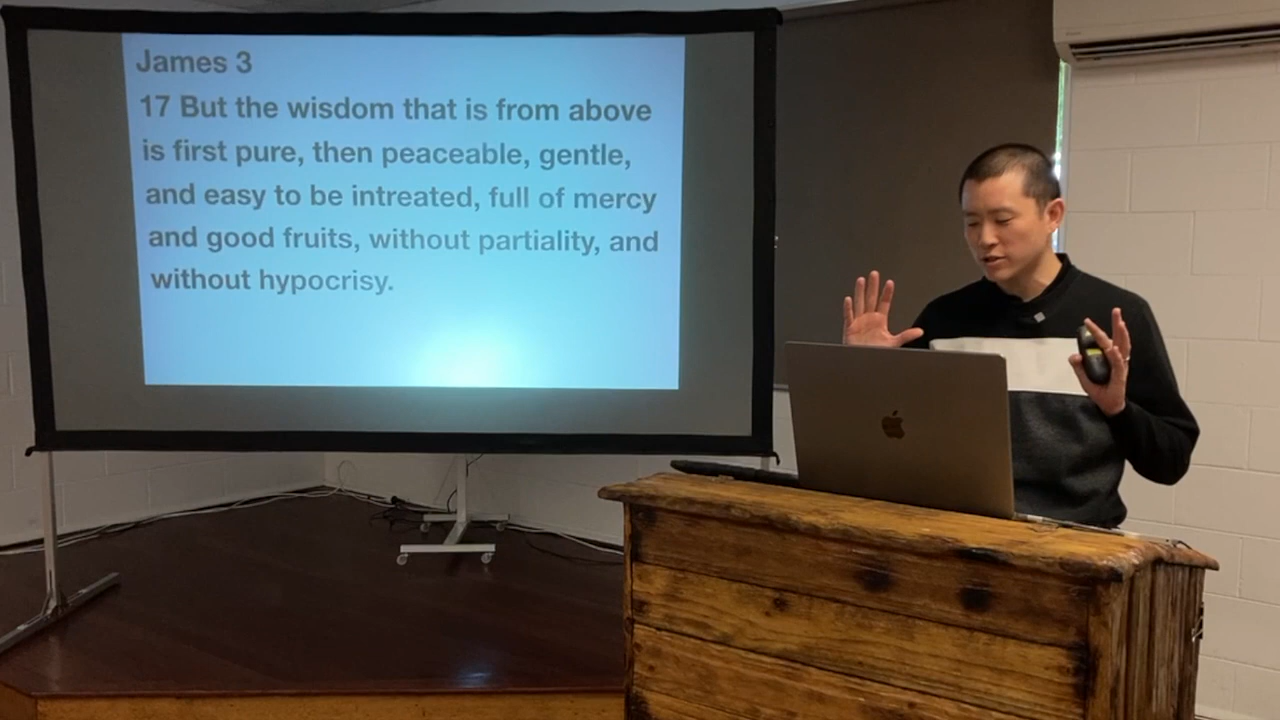 James 3
17 But the wisdom that is from above
is first pure, then peaceable, gentle,
and easy to be intreated, full of mercy
and good fruits, without partiality, and
without hypocrisy.